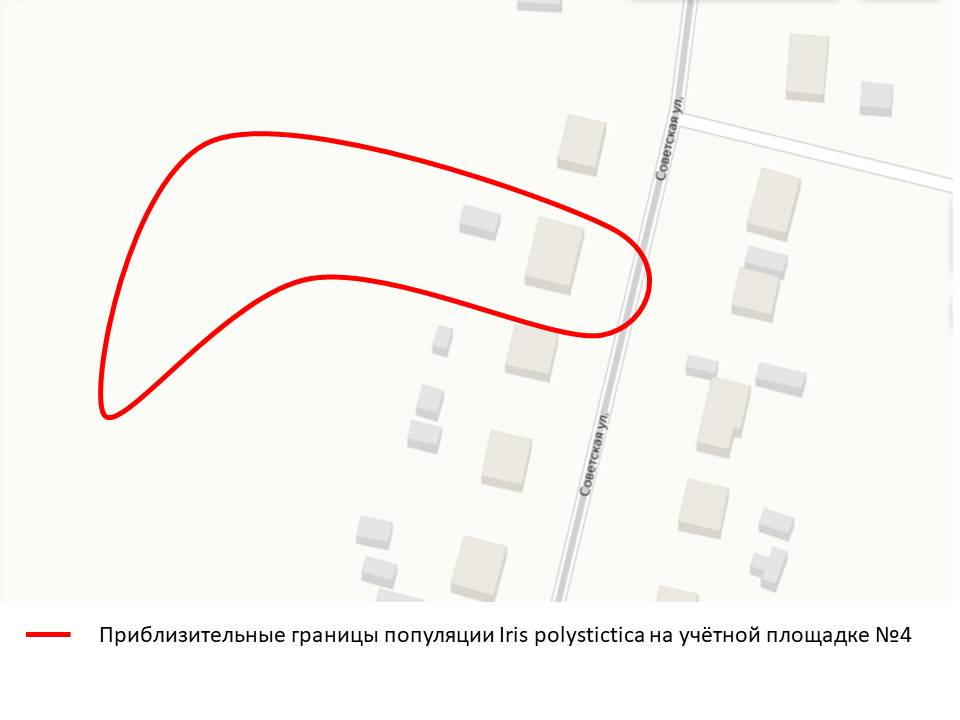 Советская ул.
Советская ул.
Приблизительные границы популяции Iris polystictica на учётной площадке №4